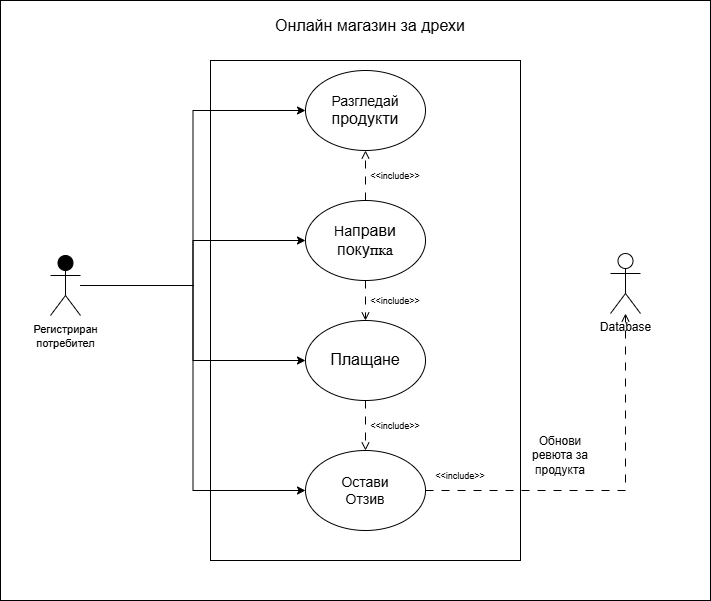 Онлайн магазин за дрехи
Разгледай
продукти
<<include>>
Направи
покупка
<<include>>
Регистриран
потребител
Database
Плащане
<<include>>
Обнови
ревюта за
продукта
<<include>>
Остави
Отзив